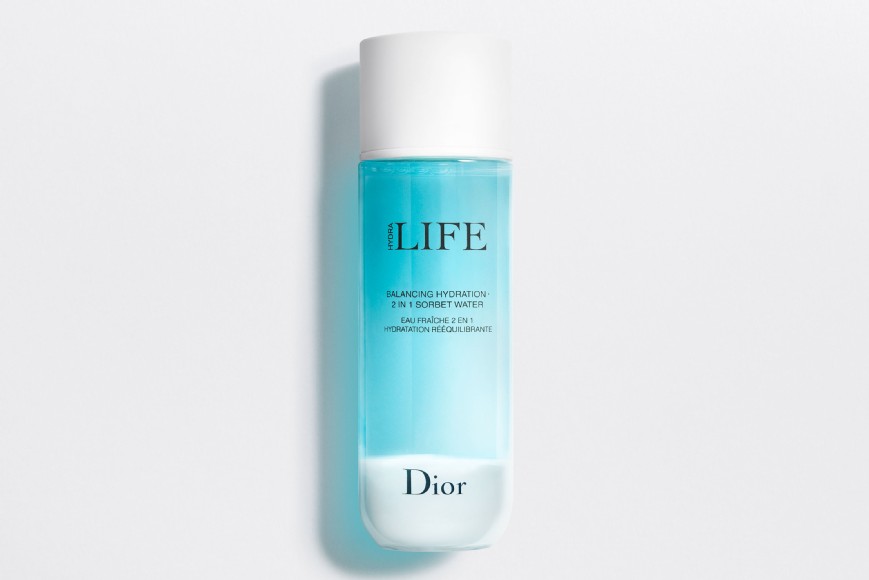 HYDRA
LIFE
BALANCING HYDRATION •
2 IN 1 SORBET WATER
EAU FRAÎCHE 2 EN 1
HYDRATATION RÉÉQUILIBRANTE
Dior